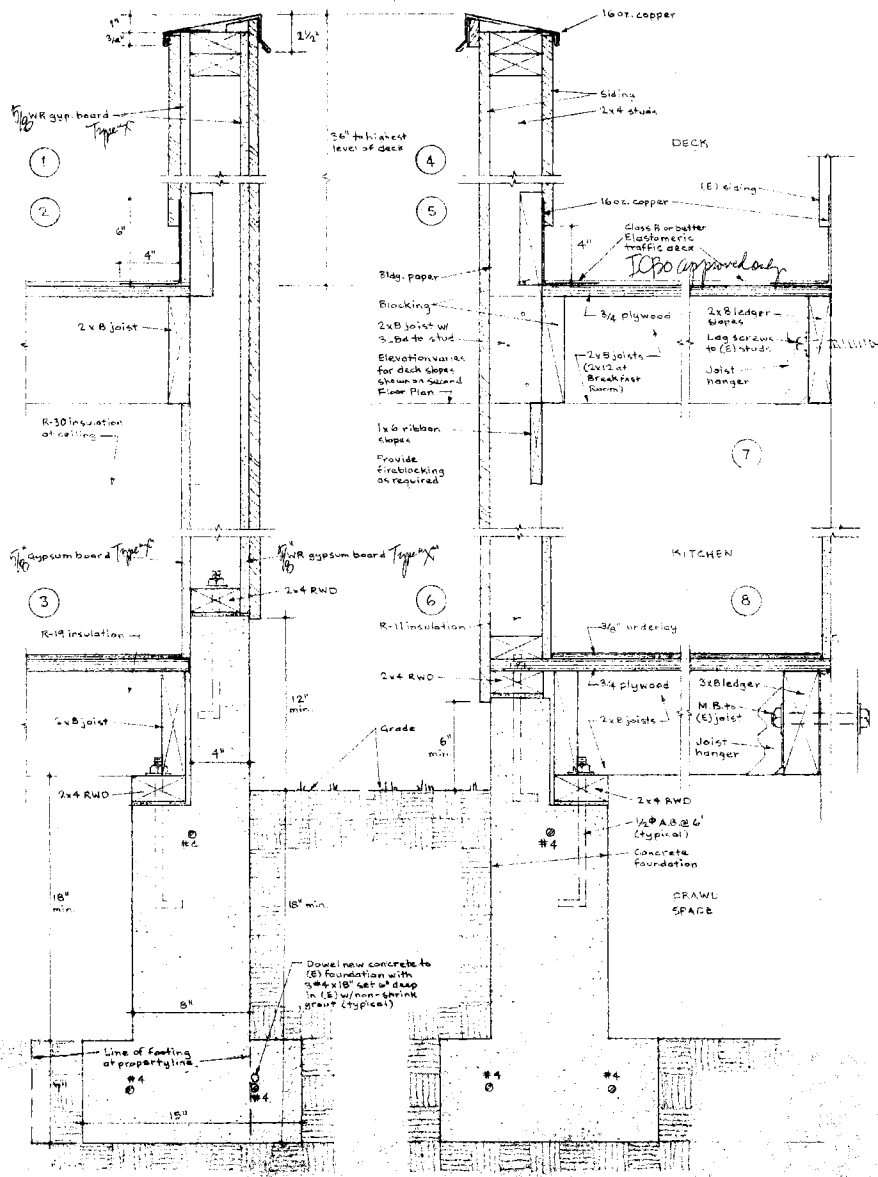 1"
3/4"
2 1/2"
16 oz. copper
5/8 WR gyp. board
Type "X"
36" to highest
level of deck
Siding
2x4 studs
DECK
1
4
2
5
(E) siding
16 oz. copper
6"
4"
4"
Class B or better
Elastomeric
traffic deck
ICBO approved only
Bldg. paper
2x8 joist
Blocking
2x8 joist w/
3-8d to stud
Elevation varies
for deck slopes
shown on second
Floor Plan
3/4 plywood
2x8 joists
(2x12 at
Breakfast
Room)
2x8 ledger
slopes
Lag screws
to (E) studs
Joist
hanger
R-30 insulation
at ceiling
1x6 ribbon
slopes
Provide
fireblocking
as required
7
5/8" Gypsum board Type "X"
5/8" WR gypsum board Type "X"
KITCHEN
3
2x4 RWD
6
8
R-19 insulation
R-11 insulation
3/8" underlay
2x4 RWD
3/4 plywood
3x8 ledger
12"
min.
M.B. to
(E) joist
x8 joist
2x8 joists
Grade
6"
min
Joist
hanger
4"
2x4 RWD
2x4 RWD
1/2 ϕ A.B. @ 6'
(typical)
#4
#4
Concrete
foundation
18"
min.
18" min.
CRAWL
SPACE
Dowel new concrete to
(E) foundation with
3 #4 x 18" set 6" deep
in (E) w/ non-shrink
grout (typical)
8"
Line of footing
at property line
#4
#4
#4
#4
15"